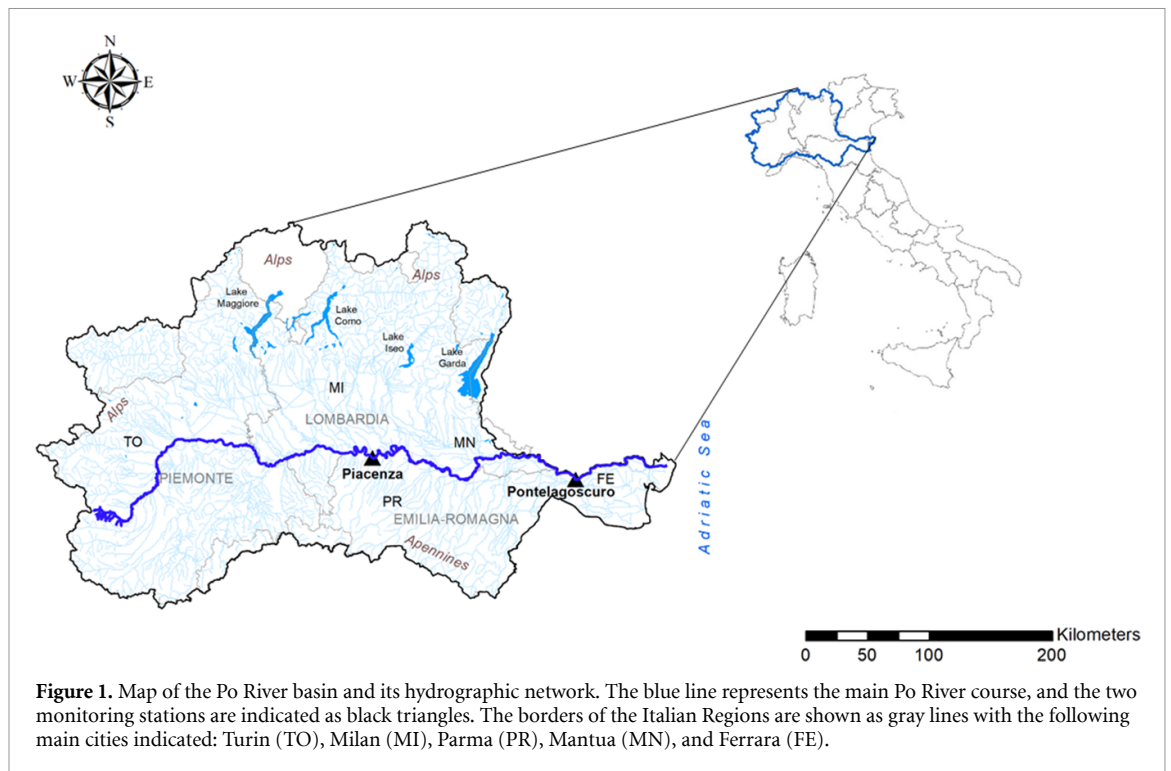 N
W E
S
Alps
Alps
Lake
Maggiore
Lake
Como
Lake
Iseo
Lake
Garda
MI
Alps
LOMBARDIA
TO
MN
PIEMONTE
Piacenza
FE
Pontelagoscuro
PR
EMILIA-ROMAGNA
Apennines
Adriatic Sea
Kilometers
0 50 100 200
Figure 1. Map of the Po River basin and its hydrographic network. The blue line represents the main Po River course, and the two
monitoring stations are indicated as black triangles. The borders of the Italian Regions are shown as gray lines with the following
main cities indicated: Turin (TO), Milan (MI), Parma (PR), Mantua (MN), and Ferrara (FE).